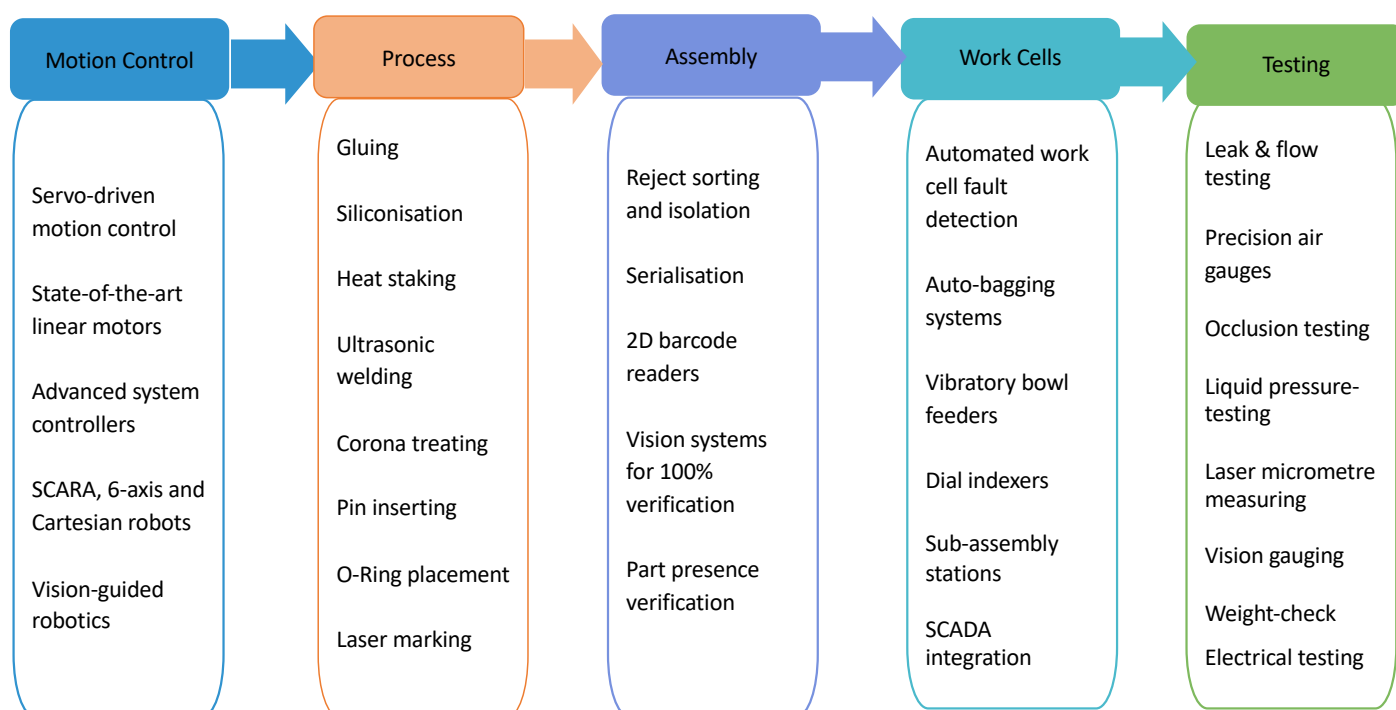 Motion Control
Servo-driven
motion control
State-of-the-art
linear motors
Advanced system
controllers
SCARA, 6-axis and
Cartesian robots
Vision-guided
robotics
Process
Gluing
Siliconisation
Heat staking
Ultrasonic
welding
Corona treating
Pin inserting
O-Ring placement
Laser marking
Assembly
Reject sorting
and isolation
Serialisation
2D barcode
readers
Vision systems
for 100%
verification
Part presence
verification
Work Cells
Automated work
cell fault
detection
Auto-bagging
systems
Vibratory bowl
feeders
Dial indexers
Sub-assembly
stations
SCADA
integration
Testing
Leak & flow
testing
Precision air
gauges
Occlusion testing
Liquid pressure-
testing
Laser micrometre
measuring
Vision gauging
Weight-check
Electrical testing